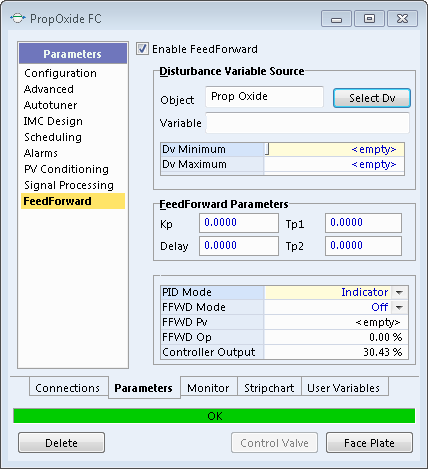 PropOxide FC
Parameters
Configuration
Advanced
Autotuner
IMC Design
Scheduling
Alarms
PV Conditioning
Signal Processing
FeedForward
Enable FeedForward
Disturbance Variable Source
Object Prop Oxide Select Dv
Variable
Dv Minimum <empty>
Dv Maximum <empty>
FeedForward Parameters
Kp 0.0000 Tp1 0.0000
Delay 0.0000 Tp2 0.0000
PID Mode Indicator
FFWD Mode Off
FFWD Pv <empty>
FFWD Op 0.00 %
Controller Output 30.43 %
Connections Parameters Monitor Stripchart User Variables
OK
Delete Control Valve Face Plate